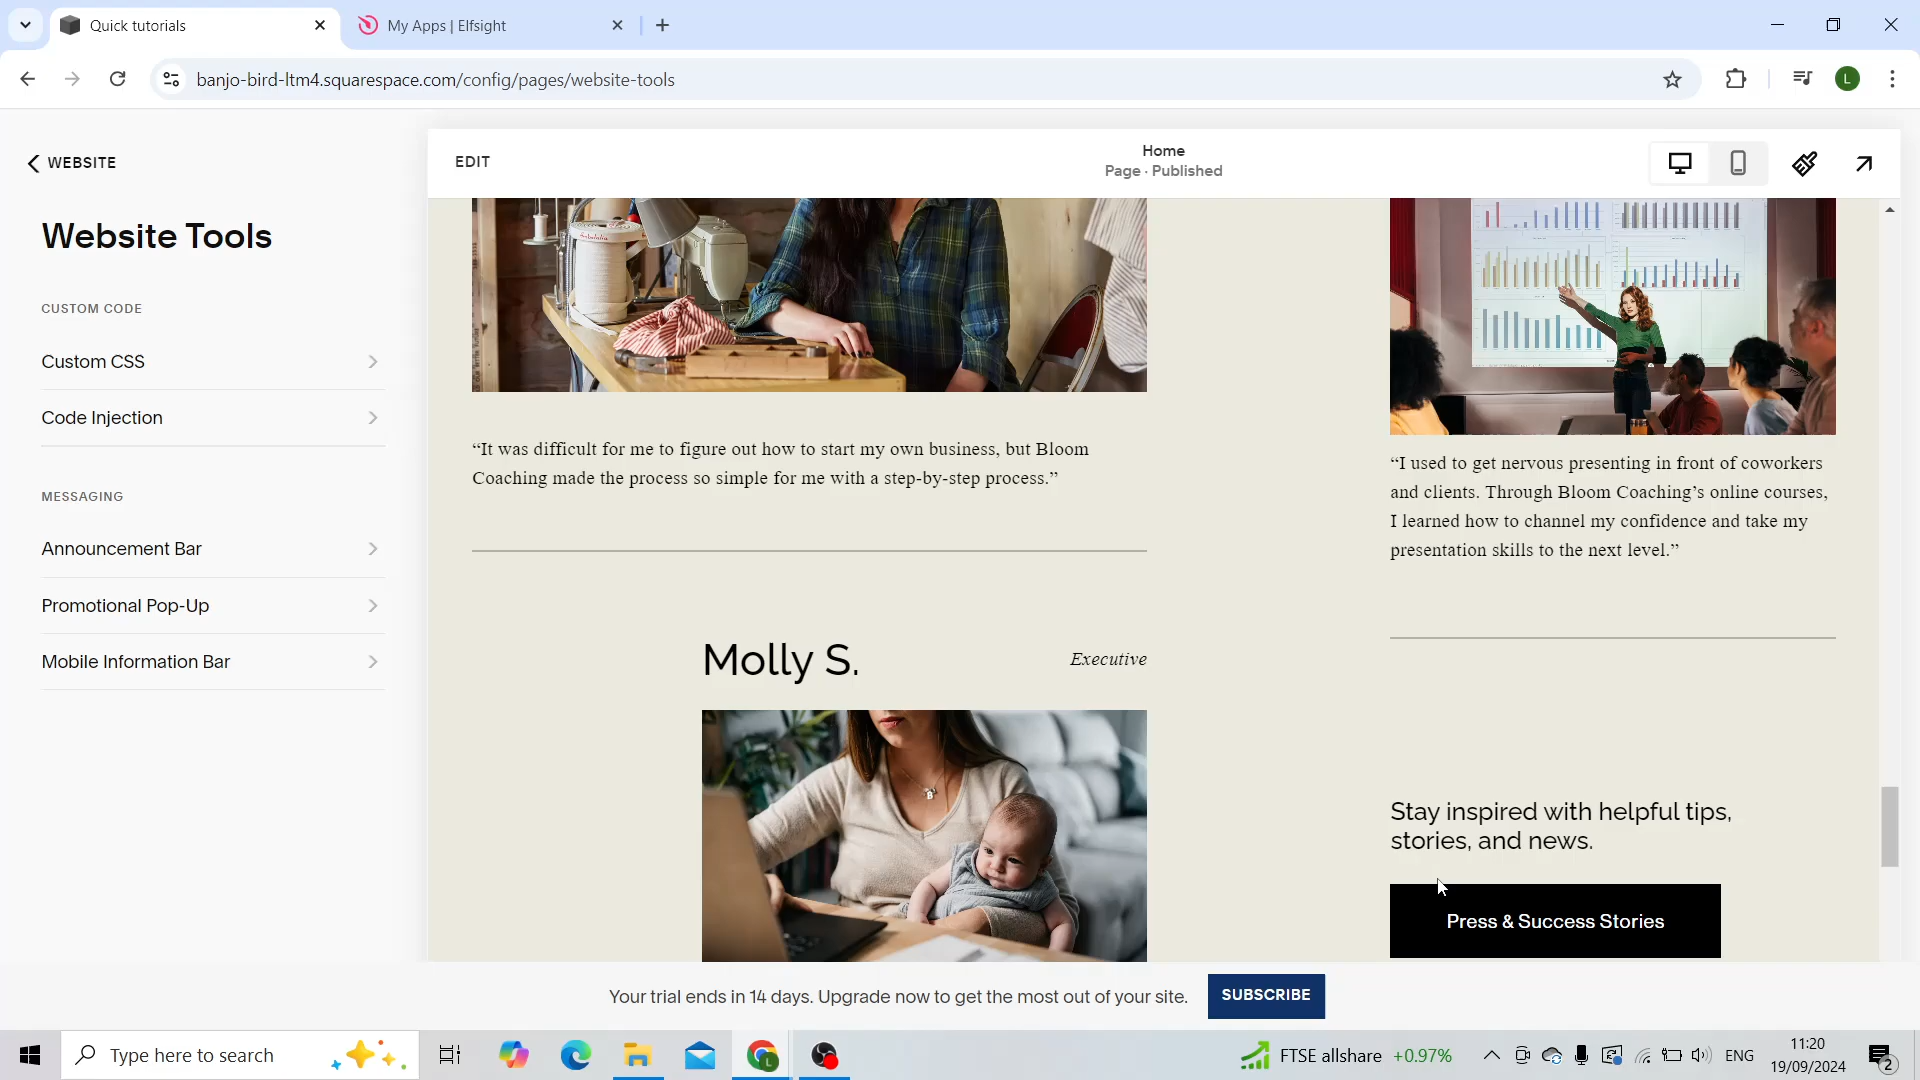 Quick tutorials
My Apps | Elfsight
banjo-bird-ltm4.squarespace.com/config/pages/website-tools
L
WEBSITE
EDIT
Home
Page · Published
Website Tools
CUSTOM CODE
Custom CSS
Code Injection
MESSAGING
Announcement Bar
Promotional Pop-Up
Mobile Information Bar
“It was difficult for me to figure out how to start my own business, but Bloom
Coaching made the process so simple for me with a step-by-step process.”
“I used to get nervous presenting in front of coworkers
and clients. Through Bloom Coaching’s online courses,
I learned how to channel my confidence and take my
presentation skills to the next level.”
Molly S.
Executive
Stay inspired with helpful tips,
stories, and news.
Press & Success Stories
Your trial ends in 14 days. Upgrade now to get the most out of your site.
SUBSCRIBE
Type here to search
FTSE allshare +0.97%
ENG
11:20
19/09/2024
2